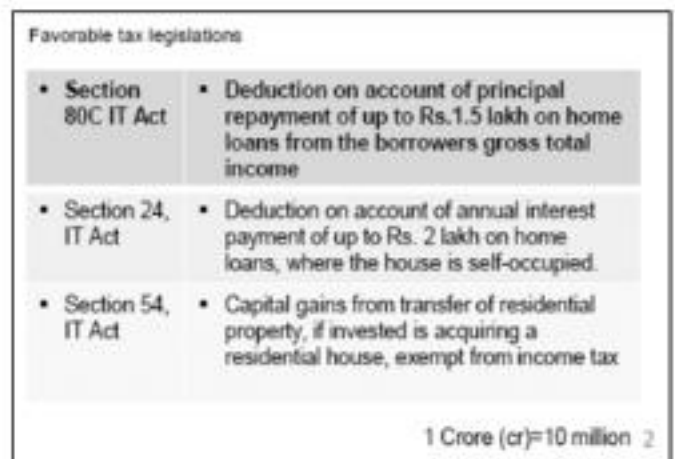 Favorable tax legislations
• Section 80C IT Act
▪ Deduction on account of principal
repayment of up to Rs.1.5 lakh on home
loans from the borrowers gross total
income
• Section 24, IT Act
▪ Deduction on account of annual interest
payment of up to Rs. 2 lakh on home
loans, where the house is self-occupied.
• Section 54, IT Act
▪ Capital gains from transfer of residential
property, if invested is acquiring a
residential house, exempt from income tax
1 Crore (cr)=10 million 2